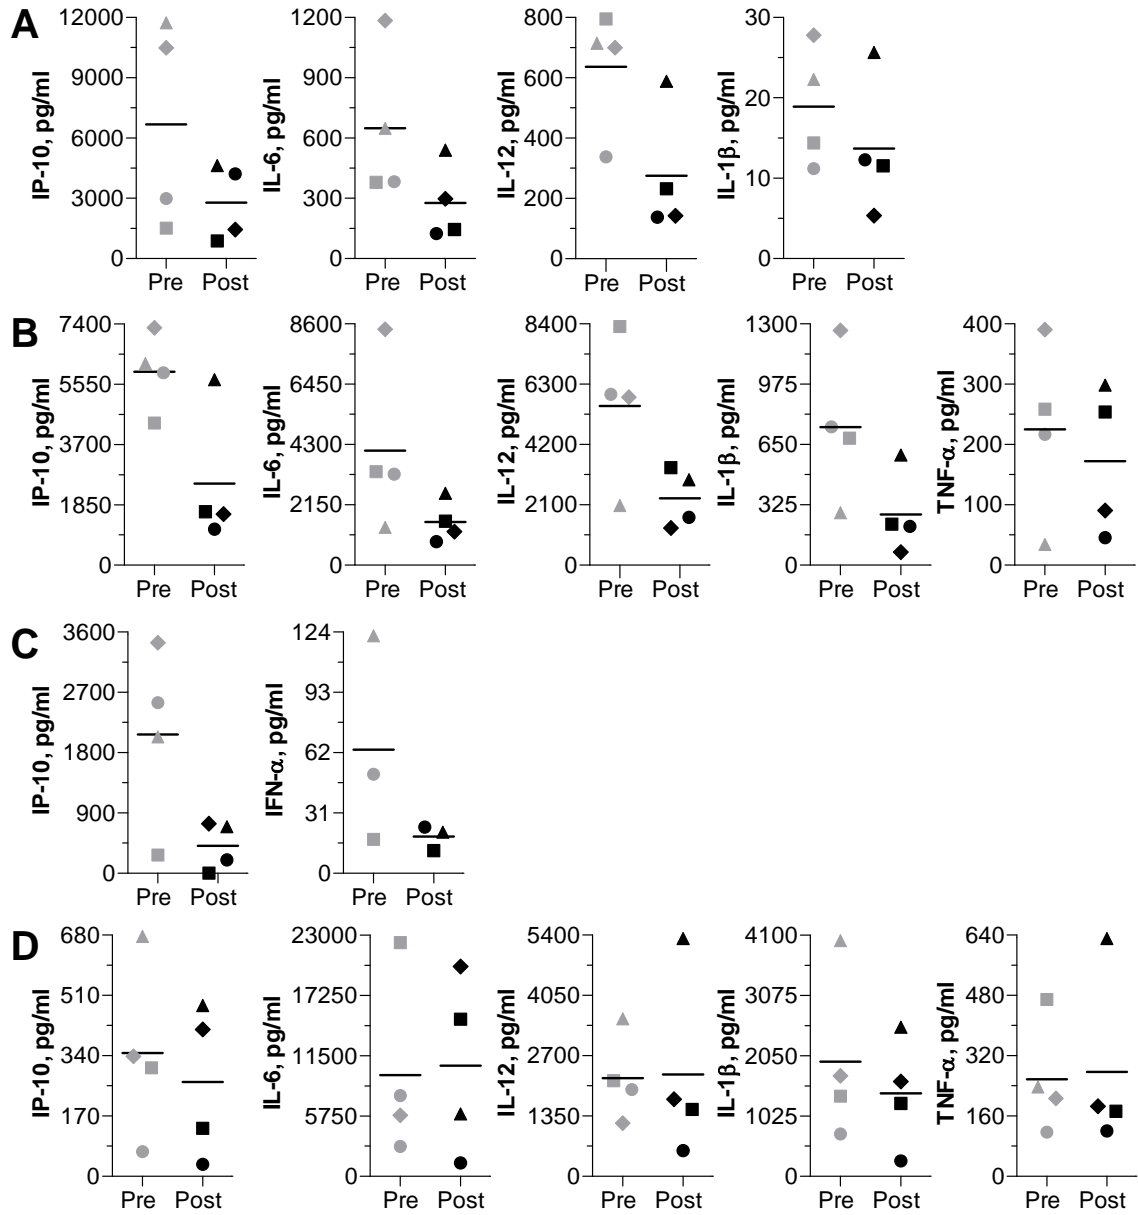 A
IP-10, pg/ml
12000
9000
6000
3000
0
Pre Post
IL-6, pg/ml
1200
900
600
300
0
Pre Post
IL-12, pg/ml
800
600
400
200
0
Pre Post
IL-1β, pg/ml
30
20
10
0
Pre Post
B
IP-10, pg/ml
7400
5550
3700
1850
0
Pre Post
IL-6, pg/ml
8600
6450
4300
2150
0
Pre Post
IL-12, pg/ml
8400
6300
4200
2100
0
Pre Post
IL-1β, pg/ml
1300
975
650
325
0
Pre Post
TNF-α, pg/ml
400
300
200
100
0
Pre Post
C
IP-10, pg/ml
3600
2700
1800
900
0
Pre Post
IFN-α, pg/ml
124
93
62
31
0
Pre Post
D
IP-10, pg/ml
680
510
340
170
0
Pre Post
IL-6, pg/ml
23000
17250
11500
5750
0
Pre Post
IL-12, pg/ml
5400
4050
2700
1350
0
Pre Post
IL-1β, pg/ml
4100
3075
2050
1025
0
Pre Post
TNF-α, pg/ml
640
480
320
160
0
Pre Post